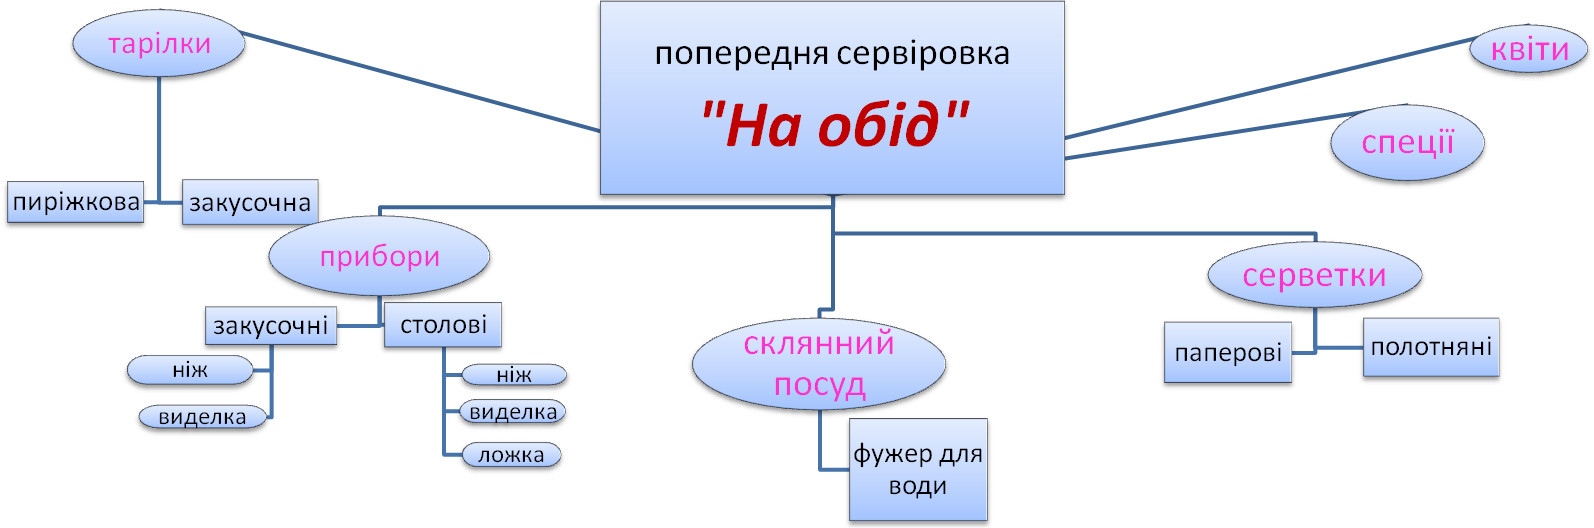 тарілки
попередня сервіровка
"На обід"
квіти
спеції
пиріжкова
закусочна
прибори
серветки
закусочні
столові
склянний
посуд
паперові
полотняні
ніж
ніж
виделка
виделка
ложка
фужер для
води